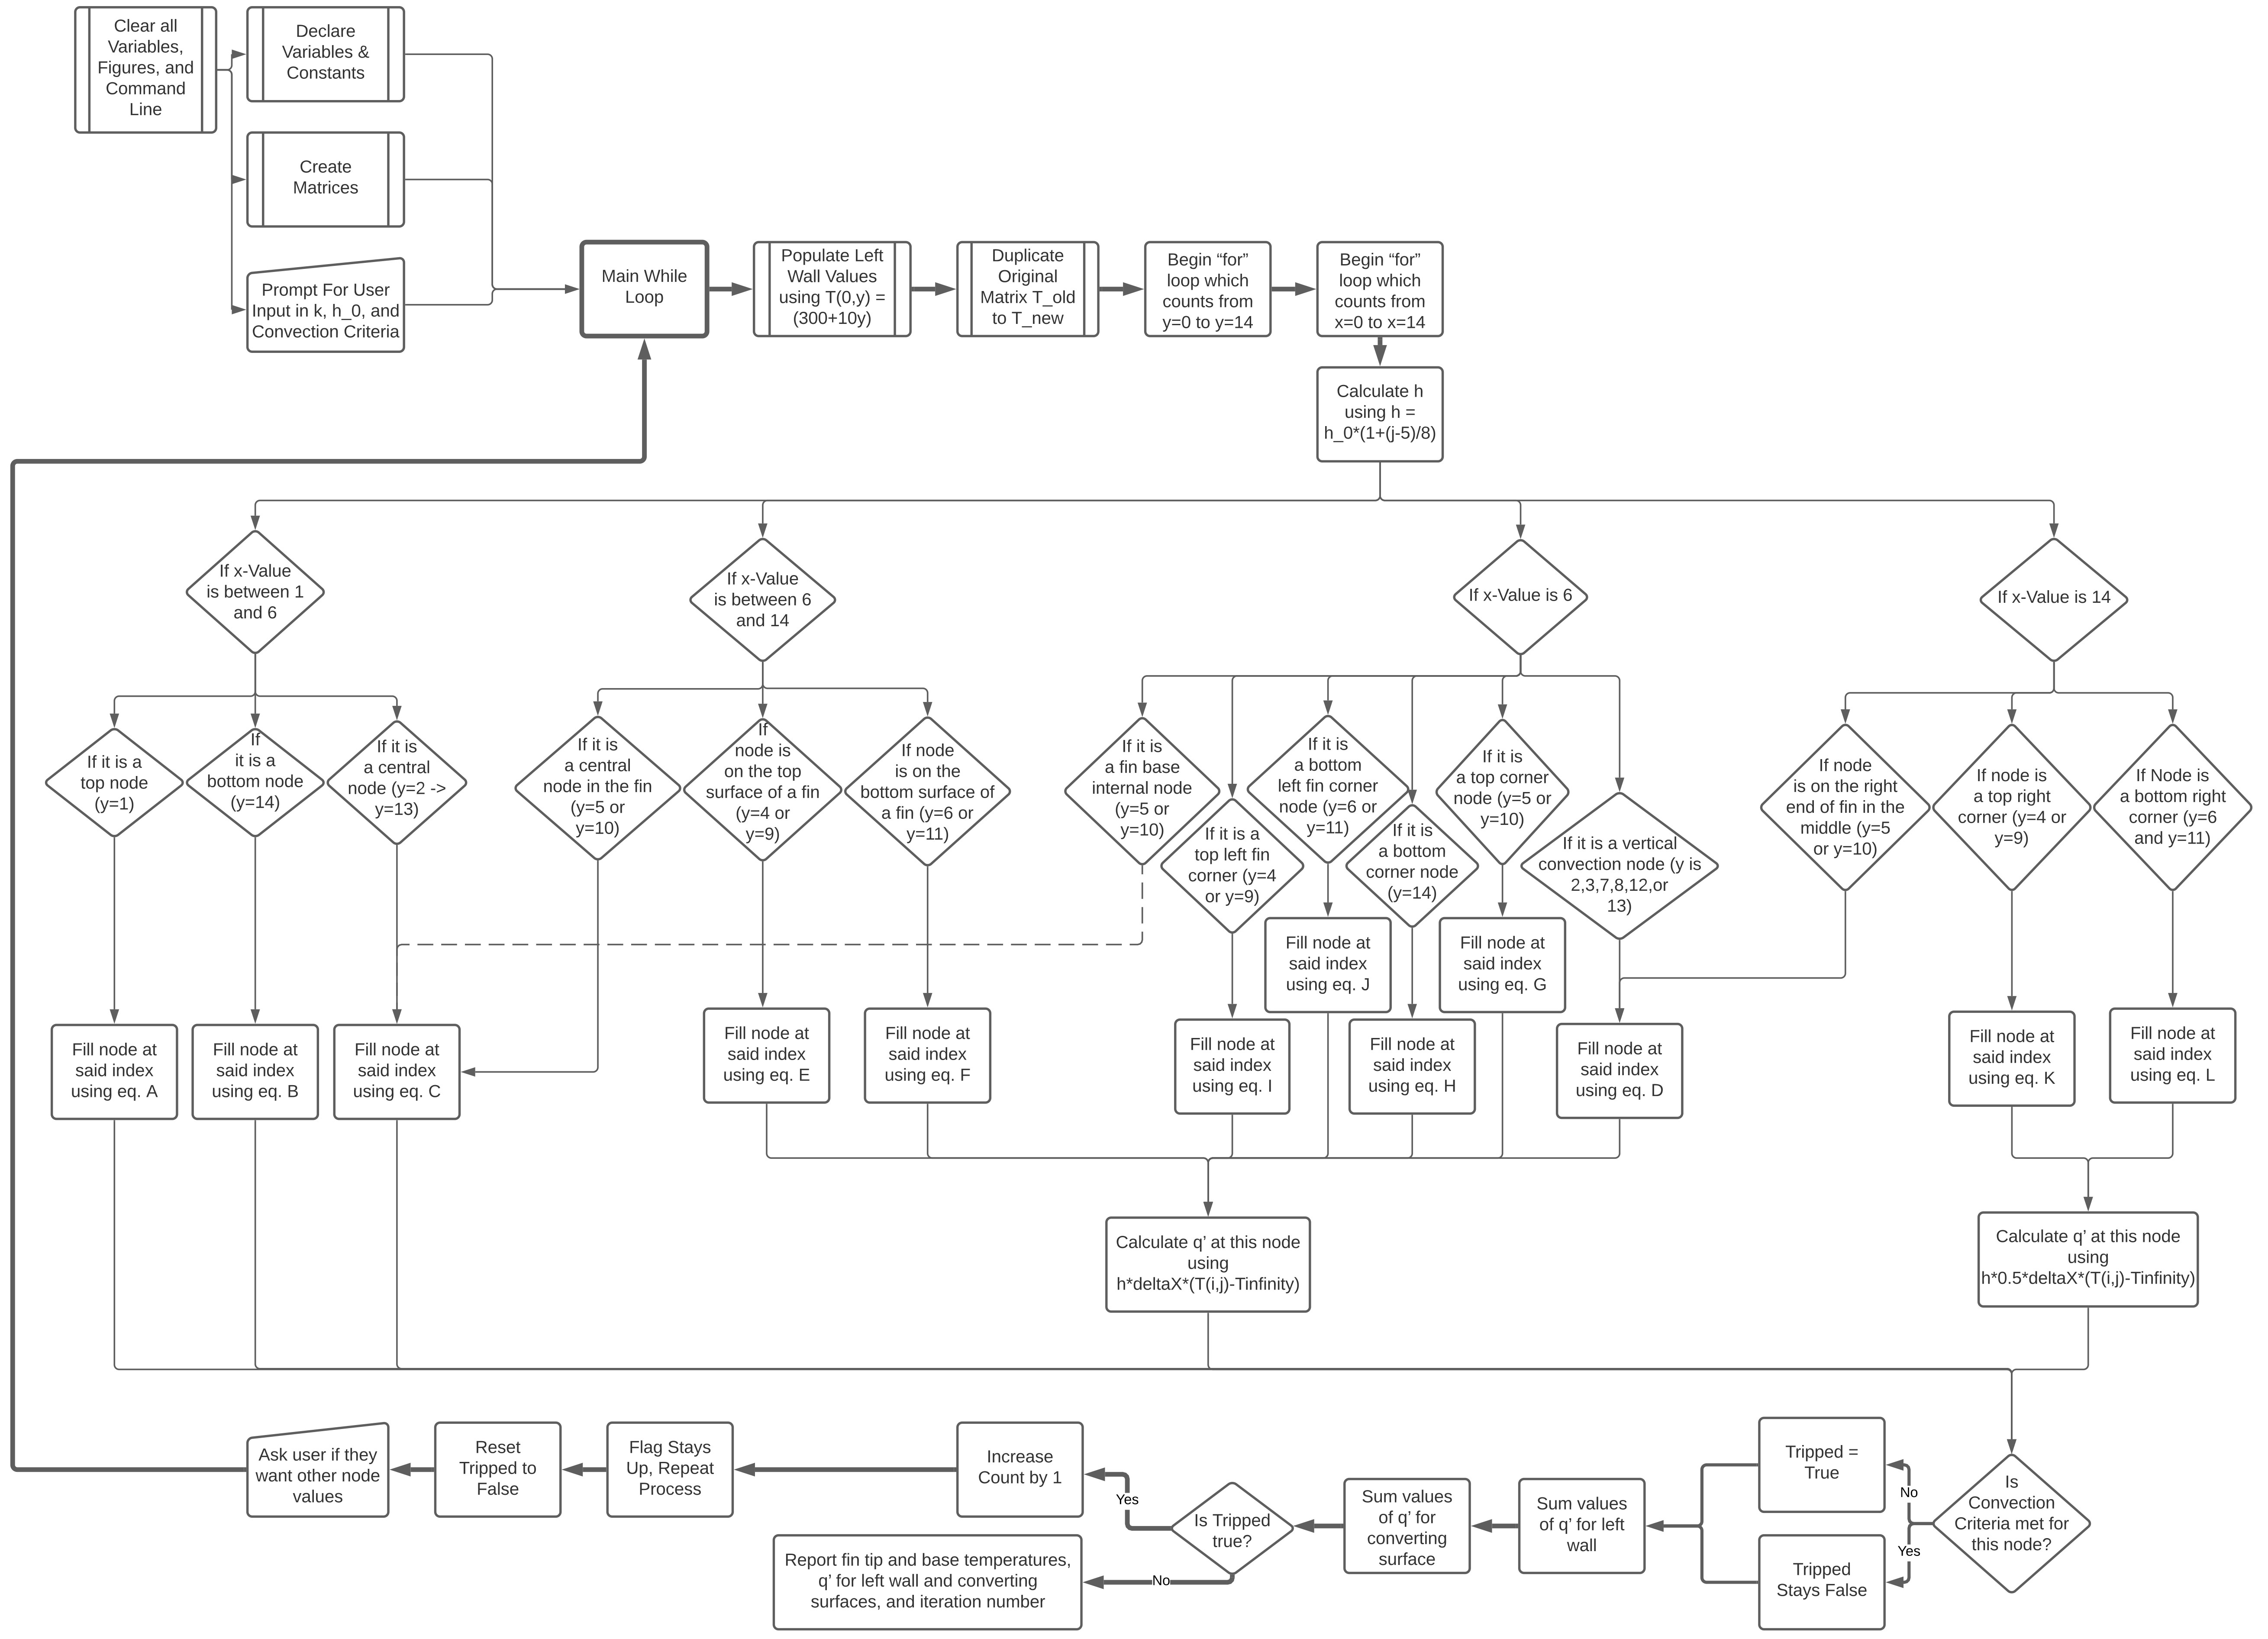 Clear all
Variables,
Figures, and
Command
Line
Declare
Variables &
Constants
Create
Matrices
Prompt For User
Input in k, h_0, and
Convection Criteria
Main While
Loop
Populate Left
Wall Values
using T(0,y) =
(300+10y)
Duplicate
Original
Matrix T_old
to T_new
Begin “for”
loop which
counts from
y=0 to y=14
Begin “for”
loop which
counts from
x=0 to x=14
Calculate h
using h =
h_0*(1+(j-5)/8)
If x-Value
is between 1
and 6
If x-Value
is between 6
and 14
If x-Value is 6
If x-Value is 14
If it is a
top node
(y=1)
If
it is a
bottom node
(y=14)
If it is
a central
node (y=2 ->
y=13)
If it is
a central
node in the fin
(y=5 or
y=10)
If
node is
on the top
surface of a fin
(y=4 or
y=9)
If node
is on the
bottom surface of
a fin (y=6 or
y=11)
If it is
a fin base
internal node
(y=5 or
y=10)
If it is a
top left fin
corner (y=4
or y=9)
If it is
a bottom
left fin corner
node (y=6 or
y=11)
If it is
a bottom
corner node
(y=14)
If it is
a top corner
node (y=5 or
y=10)
If it is a vertical
convection node (y is
2,3,7,8,12,or
13)
If node
is on the right
end of fin in the
middle (y=5
or y=10)
If node is
a top right
corner (y=4 or
y=9)
If Node is
a bottom right
corner (y=6
and y=11)
Fill node at
said index
using eq. A
Fill node at
said index
using eq. B
Fill node at
said index
using eq. C
Fill node at
said index
using eq. E
Fill node at
said index
using eq. F
Fill node at
said index
using eq. I
Fill node at
said index
using eq. J
Fill node at
said index
using eq. H
Fill node at
said index
using eq. G
Fill node at
said index
using eq. D
Fill node at
said index
using eq. K
Fill node at
said index
using eq. L
Calculate q’ at this node
using
h*deltaX*(T(i,j)-Tinfinity)
Calculate q’ at this node
using
h*0.5*deltaX*(T(i,j)-Tinfinity)
Is
Convection
Criteria met for
this node?
No
Yes
Tripped =
True
Tripped
Stays False
Sum values
of q’ for left
wall
Sum values
of q’ for
converting
surface
Is Tripped
true?
Yes
No
Increase
Count by 1
Report fin tip and base temperatures,
q’ for left wall and converting
surfaces, and iteration number
Flag Stays
Up, Repeat
Process
Reset
Tripped to
False
Ask user if they
want other node
values